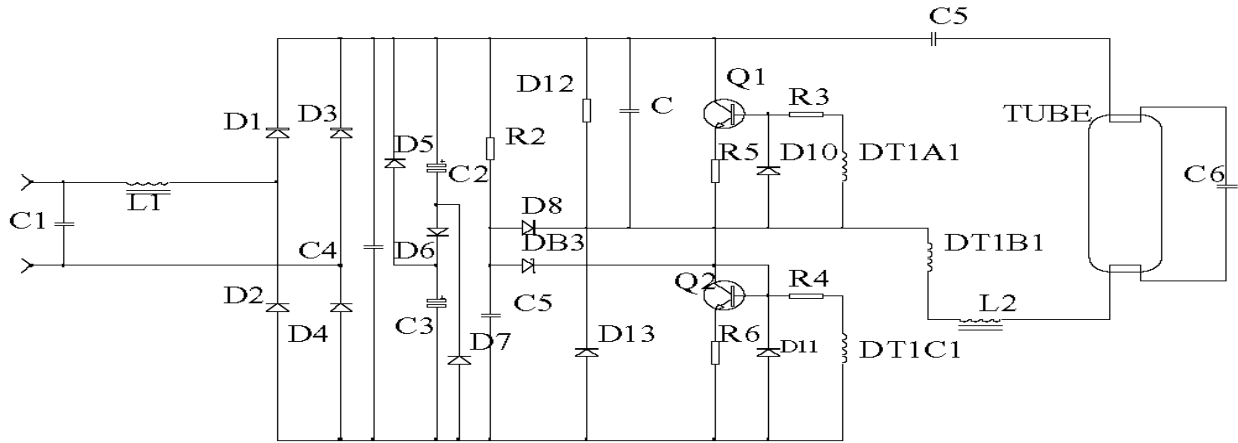 C5
Q1
D12
R3
C
TUBE
D1
D3
D5
R2
R5
D10
DT1A1
C2
C6
L1
C1
D8
D6
DB3
DT1B1
C4
Q2
R4
D2
C5
L2
D4
C3
D7
D13
R6
D11
DT1C1